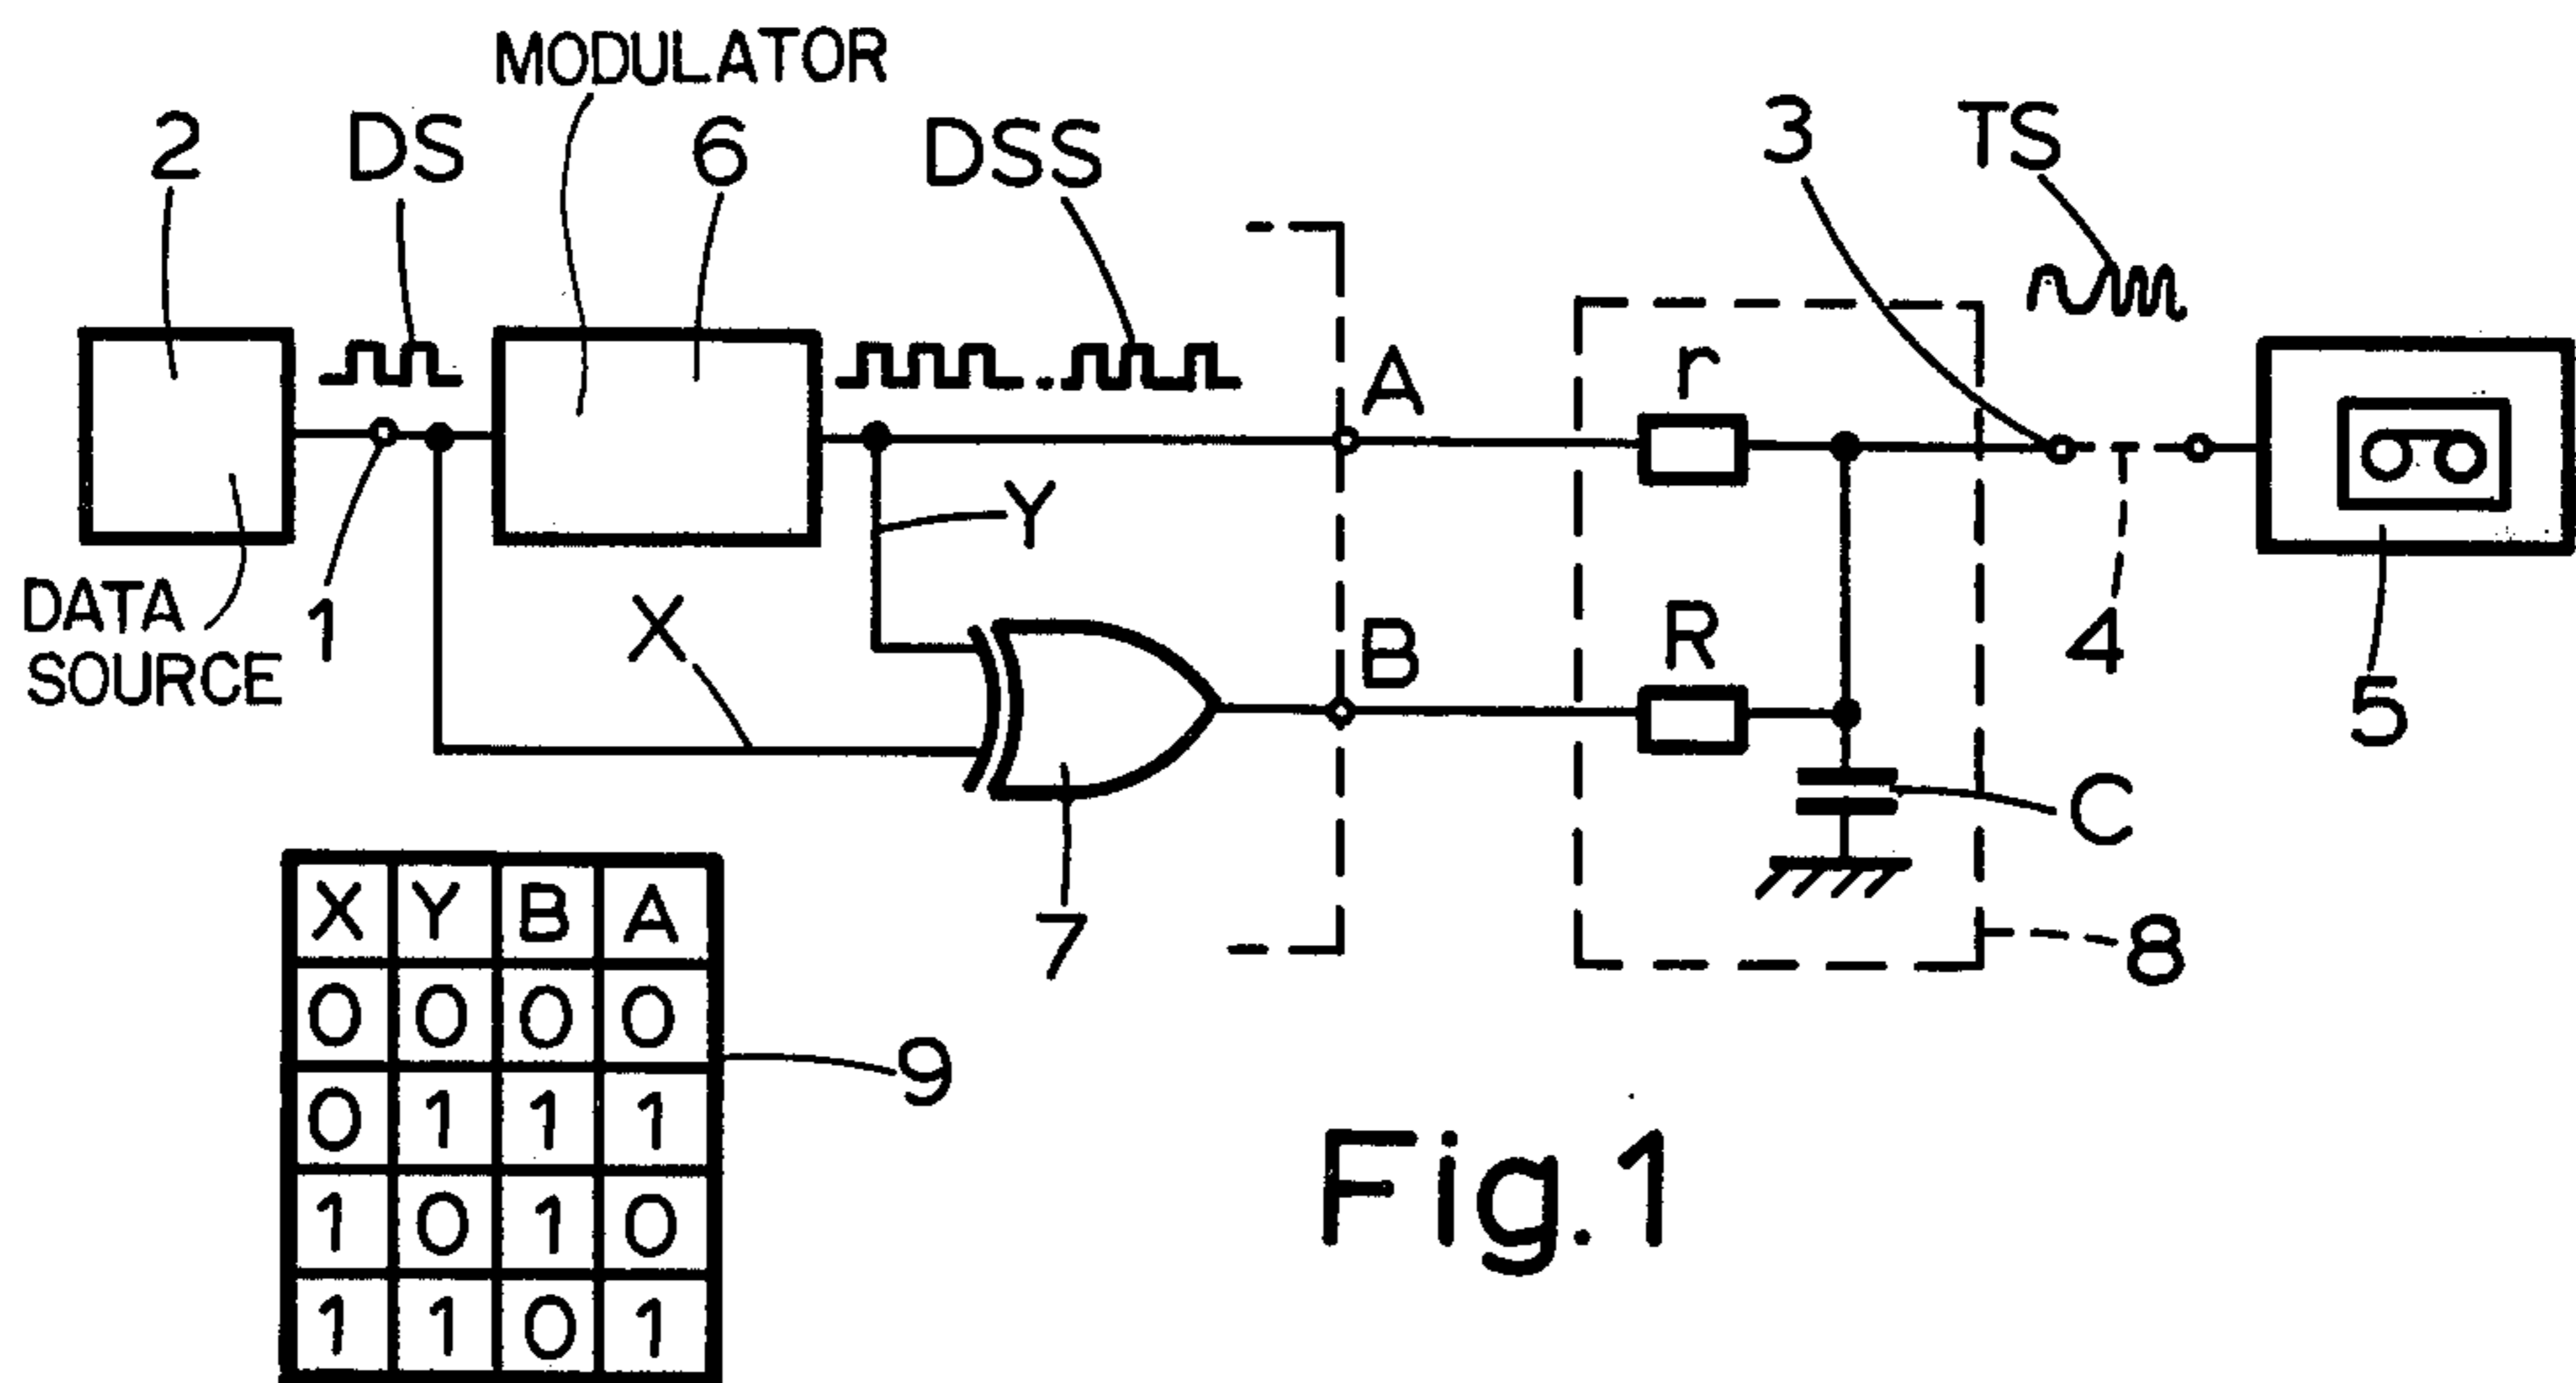 MODULATOR
2
DS
6
DSS
3
TS
A
r
Y
DATA
SOURCE
1
X
B
R
4
5
C
7
8
X Y B A
0 0 0 0
0 1 1 1
1 0 1 0
1 1 0 1
9
Fig.1